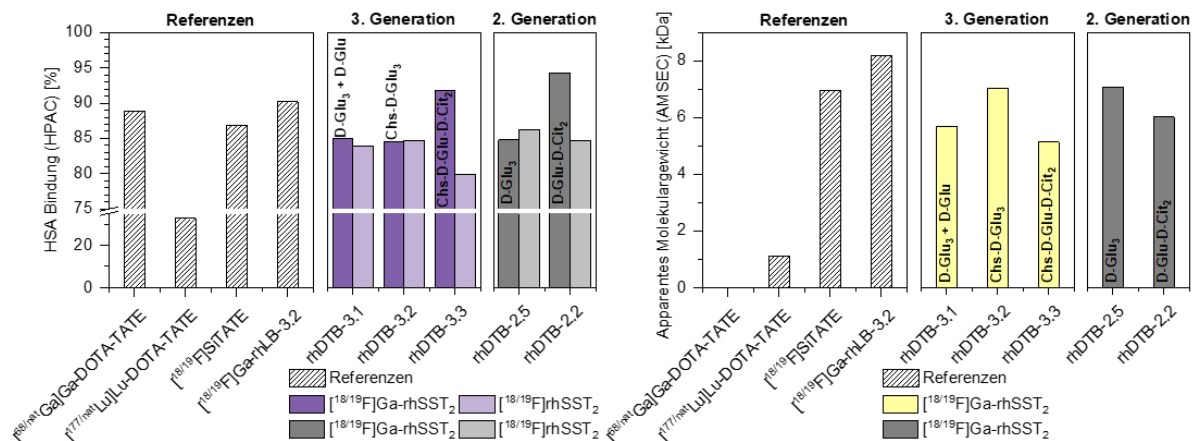 Referenzen
3. Generation
2. Generation
HSA Bindung (HPAC) [%]
100
95
90
85
80
75
20
0
D-Glu₃ + D-Glu
Chs-D-Glu₃
Chs-D-Glu-D-Cit₂
D-Glu₃
D-Glu-D-Cit₂
[⁶⁸/ⁿᵃᵗGa]Ga-DOTA-TATE
[¹⁷⁷/ⁿᵃᵗLu]Lu-DOTA-TATE
[¹⁸/¹⁹F]SiTATE
[¹⁸/¹⁹F]Ga-rhLB-3.2
rhDTB-3.1
rhDTB-3.2
rhDTB-3.3
rhDTB-2.5
rhDTB-2.2
Referenzen
[¹⁸/¹⁹F]Ga-rhSST₂
[¹⁸/¹⁹F]rhSST₂
[¹⁸/¹⁹F]Ga-rhSST₂
[¹⁸/¹⁹F]rhSST₂
Referenzen
3. Generation
2. Generation
Apparentes Molekulargewicht (AMSEC) [kDa]
8
6
4
2
0
D-Glu₃ + D-Glu
Chs-D-Glu₃
Chs-D-Glu-D-Cit₂
D-Glu₃
D-Glu-D-Cit₂
[⁶⁸/ⁿᵃᵗGa]Ga-DOTA-TATE
[¹⁷⁷/ⁿᵃᵗLu]Lu-DOTA-TATE
[¹⁸/¹⁹F]SiTATE
[¹⁸/¹⁹F]Ga-rhLB-3.2
rhDTB-3.1
rhDTB-3.2
rhDTB-3.3
rhDTB-2.5
rhDTB-2.2
Referenzen
[¹⁸/¹⁹F]Ga-rhSST₂
[¹⁸/¹⁹F]Ga-rhSST₂